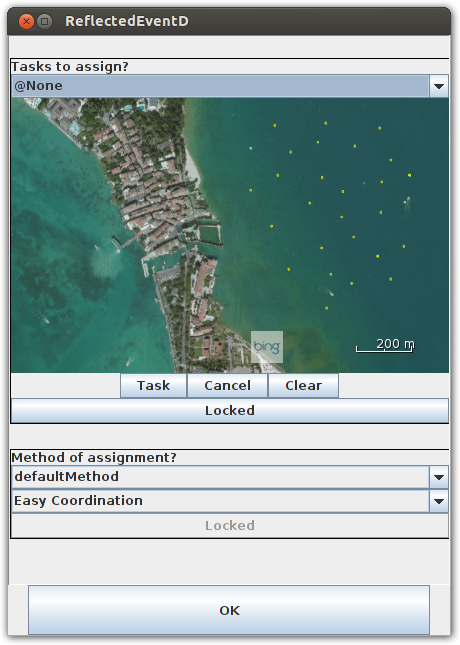 ReflectedEventD
Tasks to assign?
@None
bing
200 m
Task Cancel Clear
Locked
Method of assignment?
defaultMethod
Easy Coordination
Locked
OK